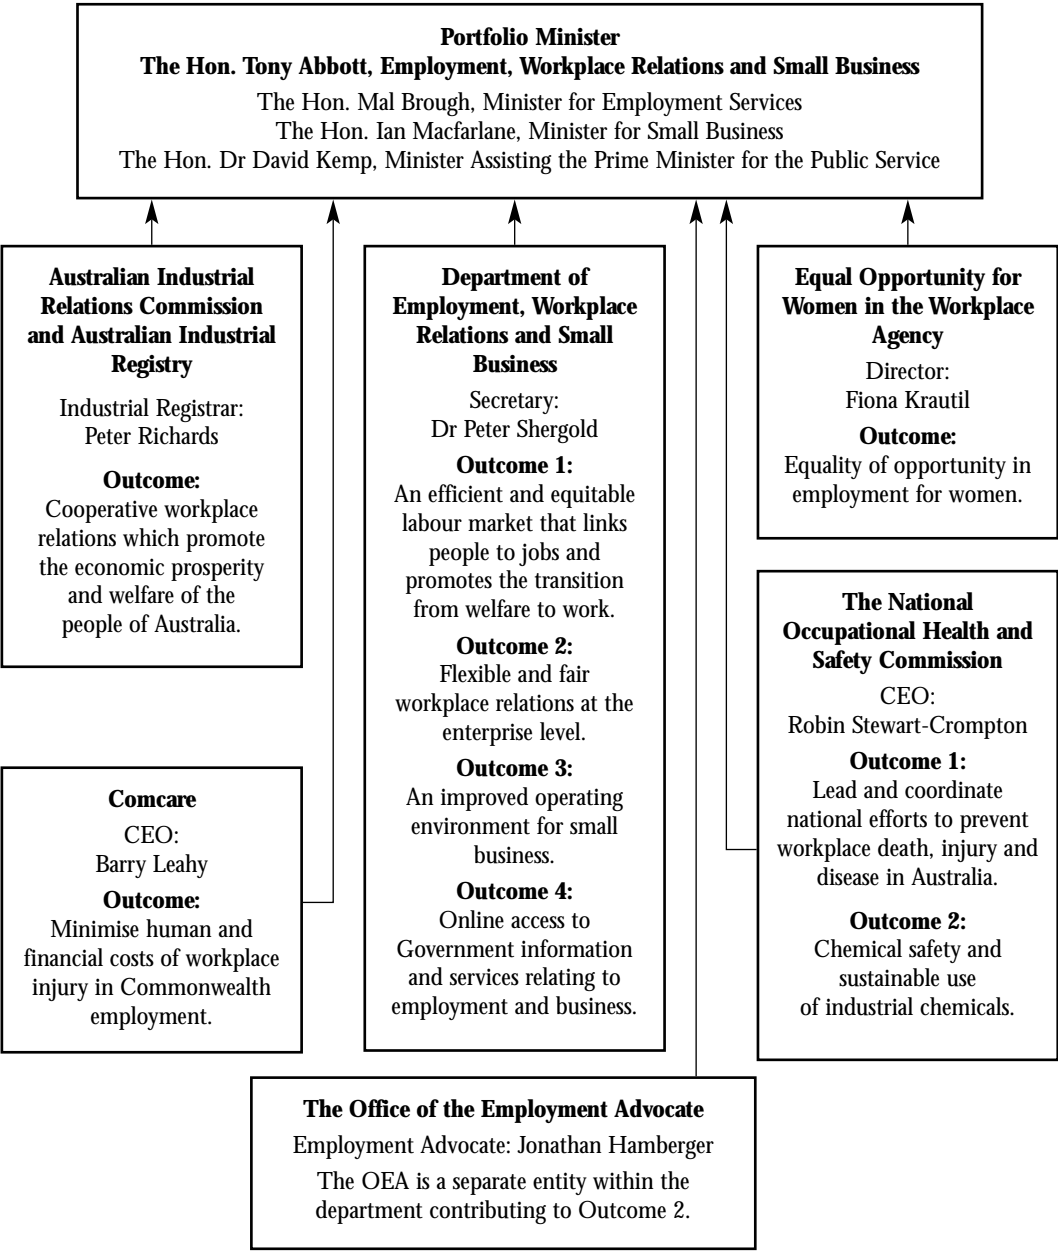 Portfolio Minister
The Hon. Tony Abbott, Employment, Workplace Relations and Small Business
The Hon. Mal Brough, Minister for Employment Services
The Hon. Ian Macfarlane, Minister for Small Business
The Hon. Dr David Kemp, Minister Assisting the Prime Minister for the Public Service
Australian Industrial
Relations Commission
and Australian Industrial
Registry
Industrial Registrar:
Peter Richards
Outcome:
Cooperative workplace
relations which promote
the economic prosperity
and welfare of the
people of Australia.
Comcare
CEO:
Barry Leahy
Outcome:
Minimise human and
financial costs of workplace
injury in Commonwealth
employment.
Department of
Employment, Workplace
Relations and Small
Business
Secretary:
Dr Peter Shergold
Outcome 1:
An efficient and equitable
labour market that links
people to jobs and
promotes the transition
from welfare to work.
Outcome 2:
Flexible and fair
workplace relations at the
enterprise level.
Outcome 3:
An improved operating
environment for small
business.
Outcome 4:
Online access to
Government information
and services relating to
employment and business.
Equal Opportunity for
Women in the Workplace
Agency
Director:
Fiona Krautil
Outcome:
Equality of opportunity in
employment for women.
The National
Occupational Health and
Safety Commission
CEO:
Robin Stewart-Crompton
Outcome 1:
Lead and coordinate
national efforts to prevent
workplace death, injury and
disease in Australia.
Outcome 2:
Chemical safety and
sustainable use
of industrial chemicals.
The Office of the Employment Advocate
Employment Advocate: Jonathan Hamberger
The OEA is a separate entity within the
department contributing to Outcome 2.